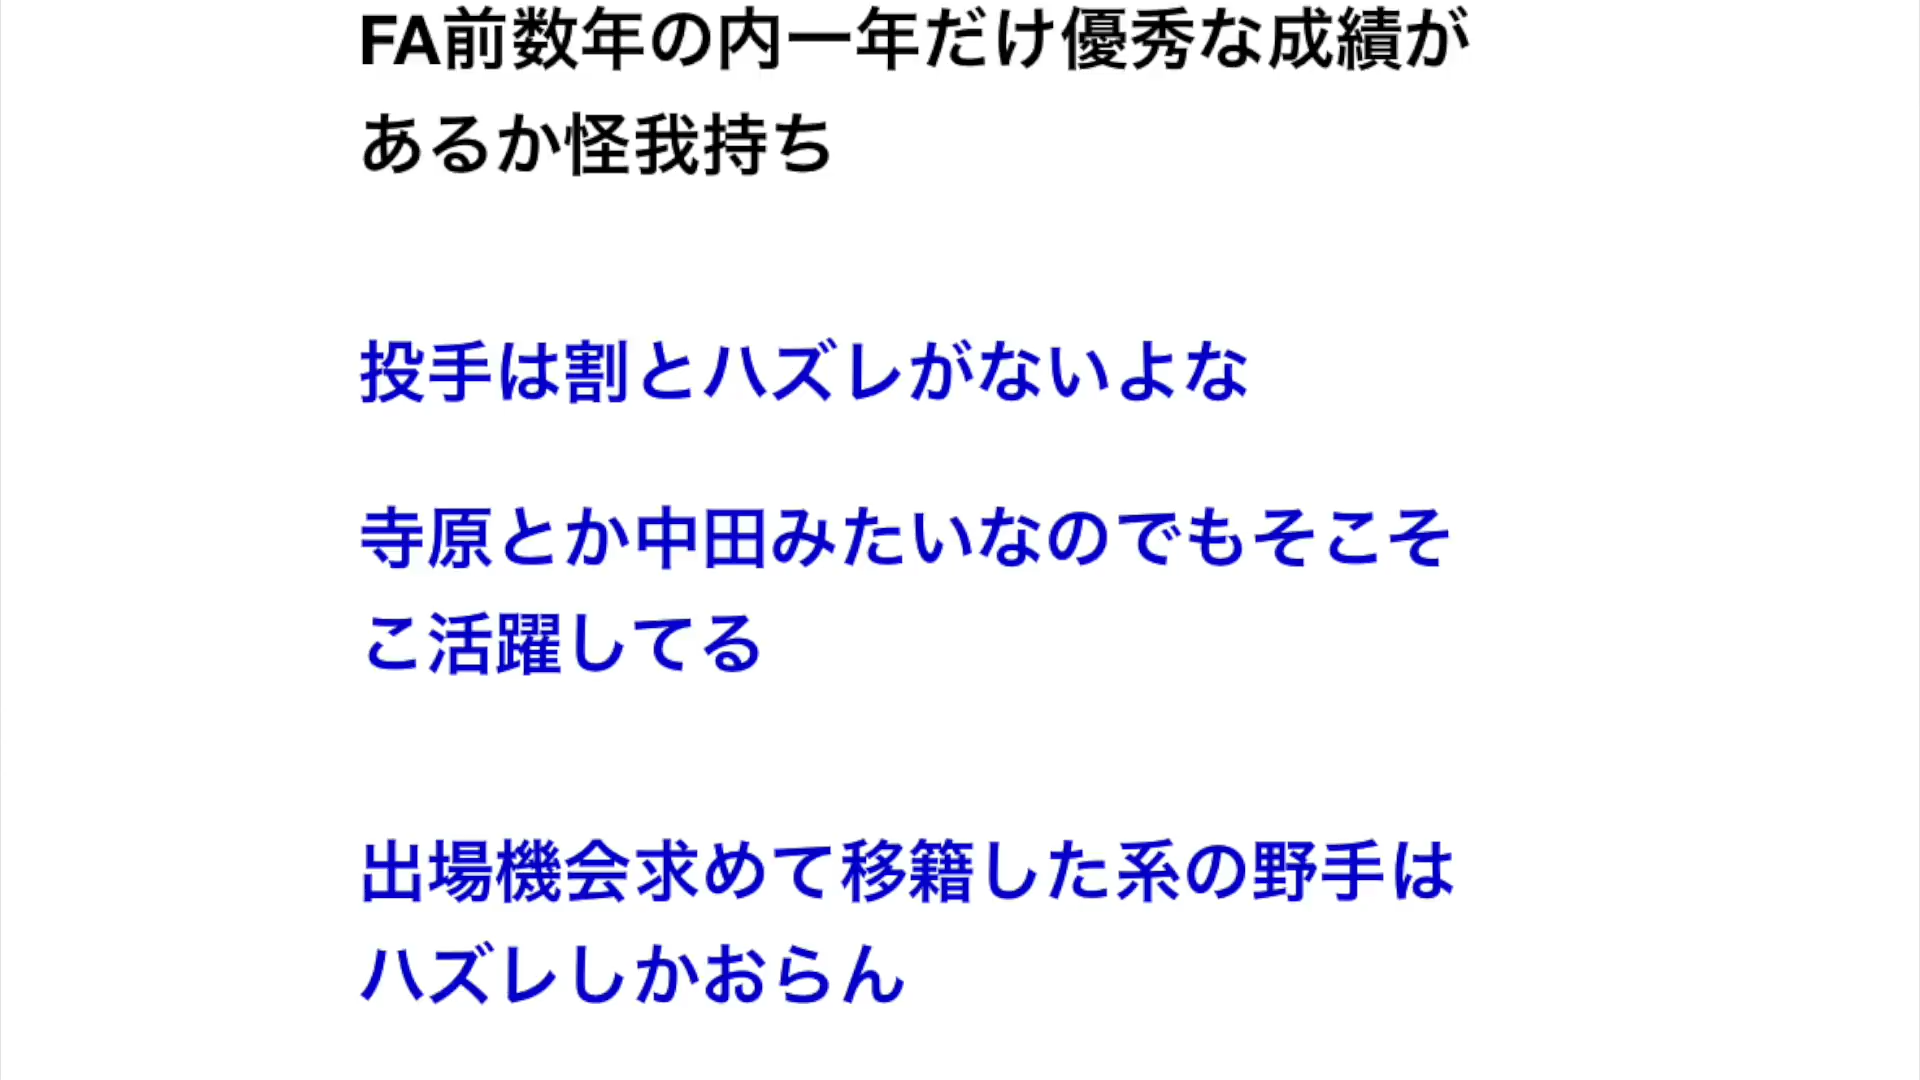 FA前数年の内一年だけ優秀な成績が
あるか怪我持ち
投手は割とハズレがないよな
寺原とか中田みたいなのでもそこそ
こ活躍してる
出場機会求めて移籍した系の野手は
ハズレしかおらん